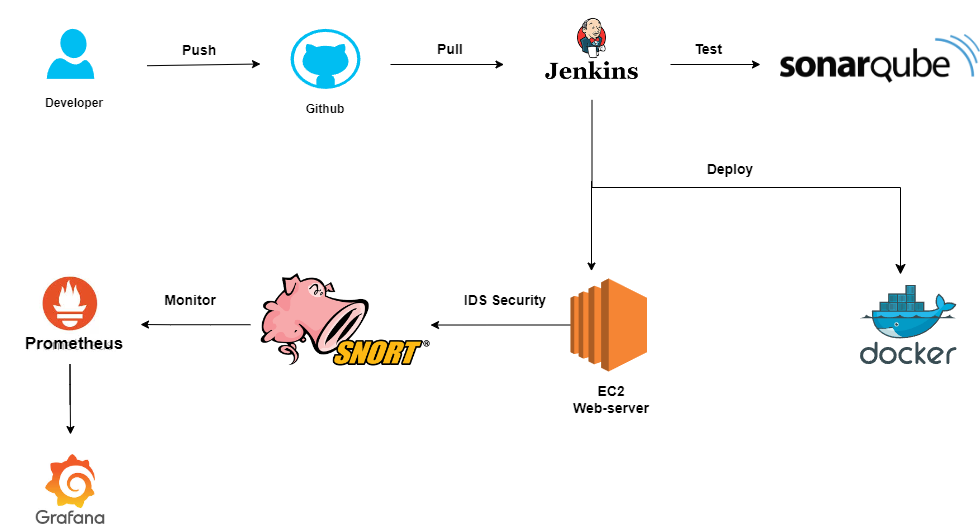 Push
Pull
Test
Developer
Github
Jenkins
sonarqube
Deploy
Monitor
IDS Security
Prometheus
SNORT®
EC2
Web-server
docker
Grafana